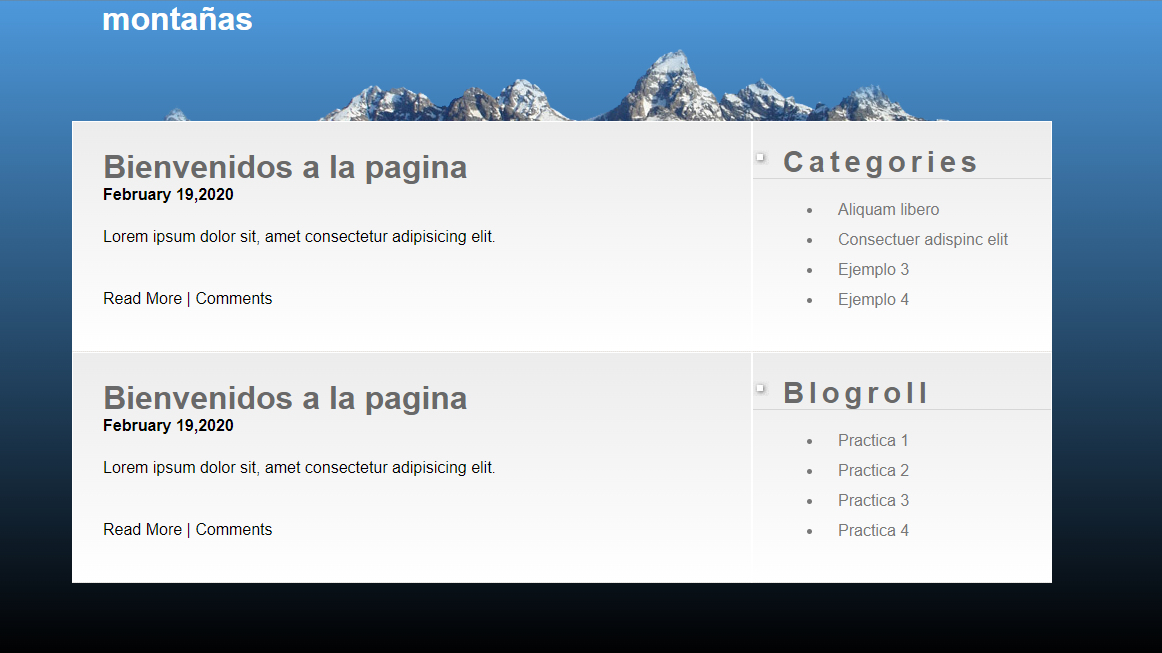 montañas
Bienvenidos a la pagina
February 19,2020
Lorem ipsum dolor sit, amet consectetur adipisicing elit.
Read More | Comments
Categories
Aliquam libero
Consectuer adispinc elit
Ejemplo 3
Ejemplo 4
Bienvenidos a la pagina
February 19,2020
Lorem ipsum dolor sit, amet consectetur adipisicing elit.
Read More | Comments
Blogroll
Practica 1
Practica 2
Practica 3
Practica 4